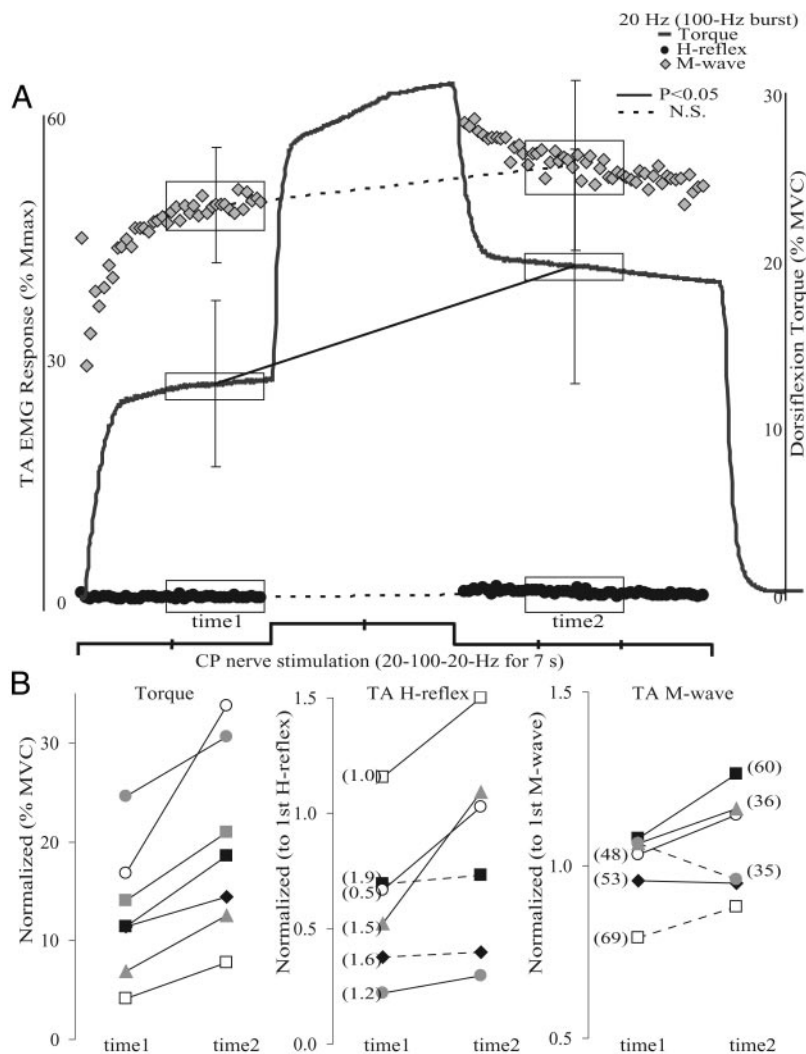 20 Hz (100-Hz burst)
Torque
H-reflex
M-wave
P<0.05
N.S.
A
TA EMG Response (% Mmax)
60
30
0
Dorsiflexion Torque (% MVC)
30
20
10
0
time1
time2
CP nerve stimulation (20-100-20-Hz for 7 s)
B
Torque
Normalized (% MVC)
30
20
10
0
time1 time2
TA H-reflex
Normalized (to 1st H-reflex)
1.5
1.0
0.5
0.0
(1.0)
(1.9)
(0.5)
(1.5)
(1.6)
(1.2)
time1 time2
TA M-wave
Normalized (to 1st M-wave)
1.5
1.0
0.5
(60)
(36)
(48)
(35)
(53)
(69)
time1 time2